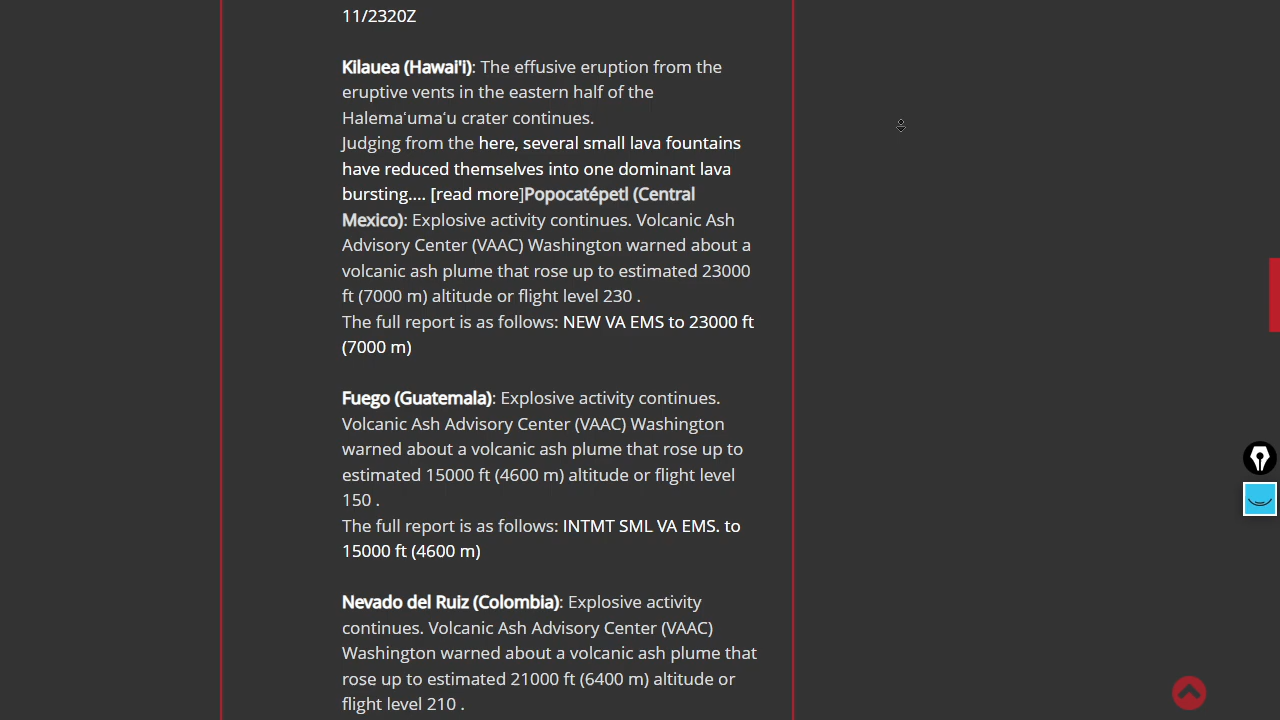 11/2320Z
Kilauea (Hawai'i): The effusive eruption from the
eruptive vents in the eastern half of the
Halemaʻumaʻu crater continues.
Judging from the here, several small lava fountains
have reduced themselves into one dominant lava
bursting.... [read more]Popocatépetl (Central
Mexico): Explosive activity continues. Volcanic Ash
Advisory Center (VAAC) Washington warned about a
volcanic ash plume that rose up to estimated 23000
ft (7000 m) altitude or flight level 230 .
The full report is as follows: NEW VA EMS to 23000 ft
(7000 m)
Fuego (Guatemala): Explosive activity continues.
Volcanic Ash Advisory Center (VAAC) Washington
warned about a volcanic ash plume that rose up to
estimated 15000 ft (4600 m) altitude or flight level
150 .
The full report is as follows: INTMT SML VA EMS. to
15000 ft (4600 m)
Nevado del Ruiz (Colombia): Explosive activity
continues. Volcanic Ash Advisory Center (VAAC)
Washington warned about a volcanic ash plume that
rose up to estimated 21000 ft (6400 m) altitude or
flight level 210 .